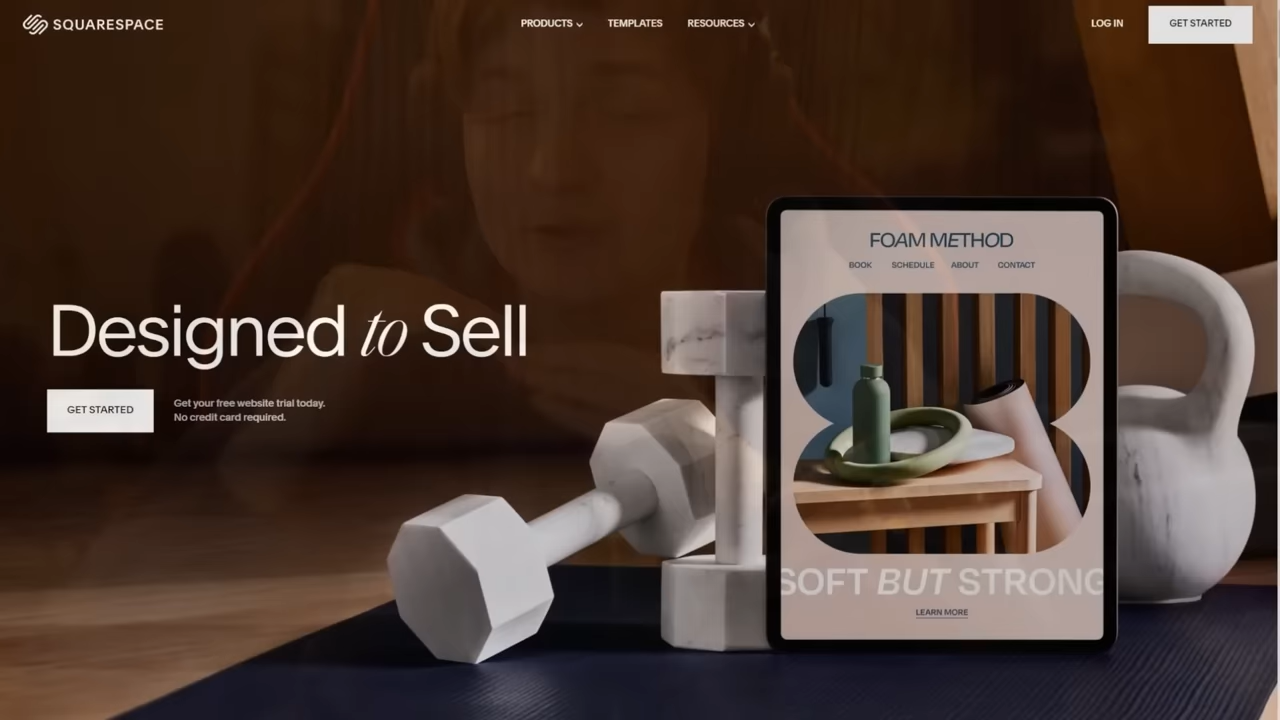 SQUARESPACE
PRODUCTS
TEMPLATES
RESOURCES
LOG IN
GET STARTED
Designed to Sell
GET STARTED
Get your free website trial today.
No credit card required.
FOAM METHOD
BOOK
SCHEDULE
ABOUT
CONTACT
SOFT BUT STRONG
LEARN MORE